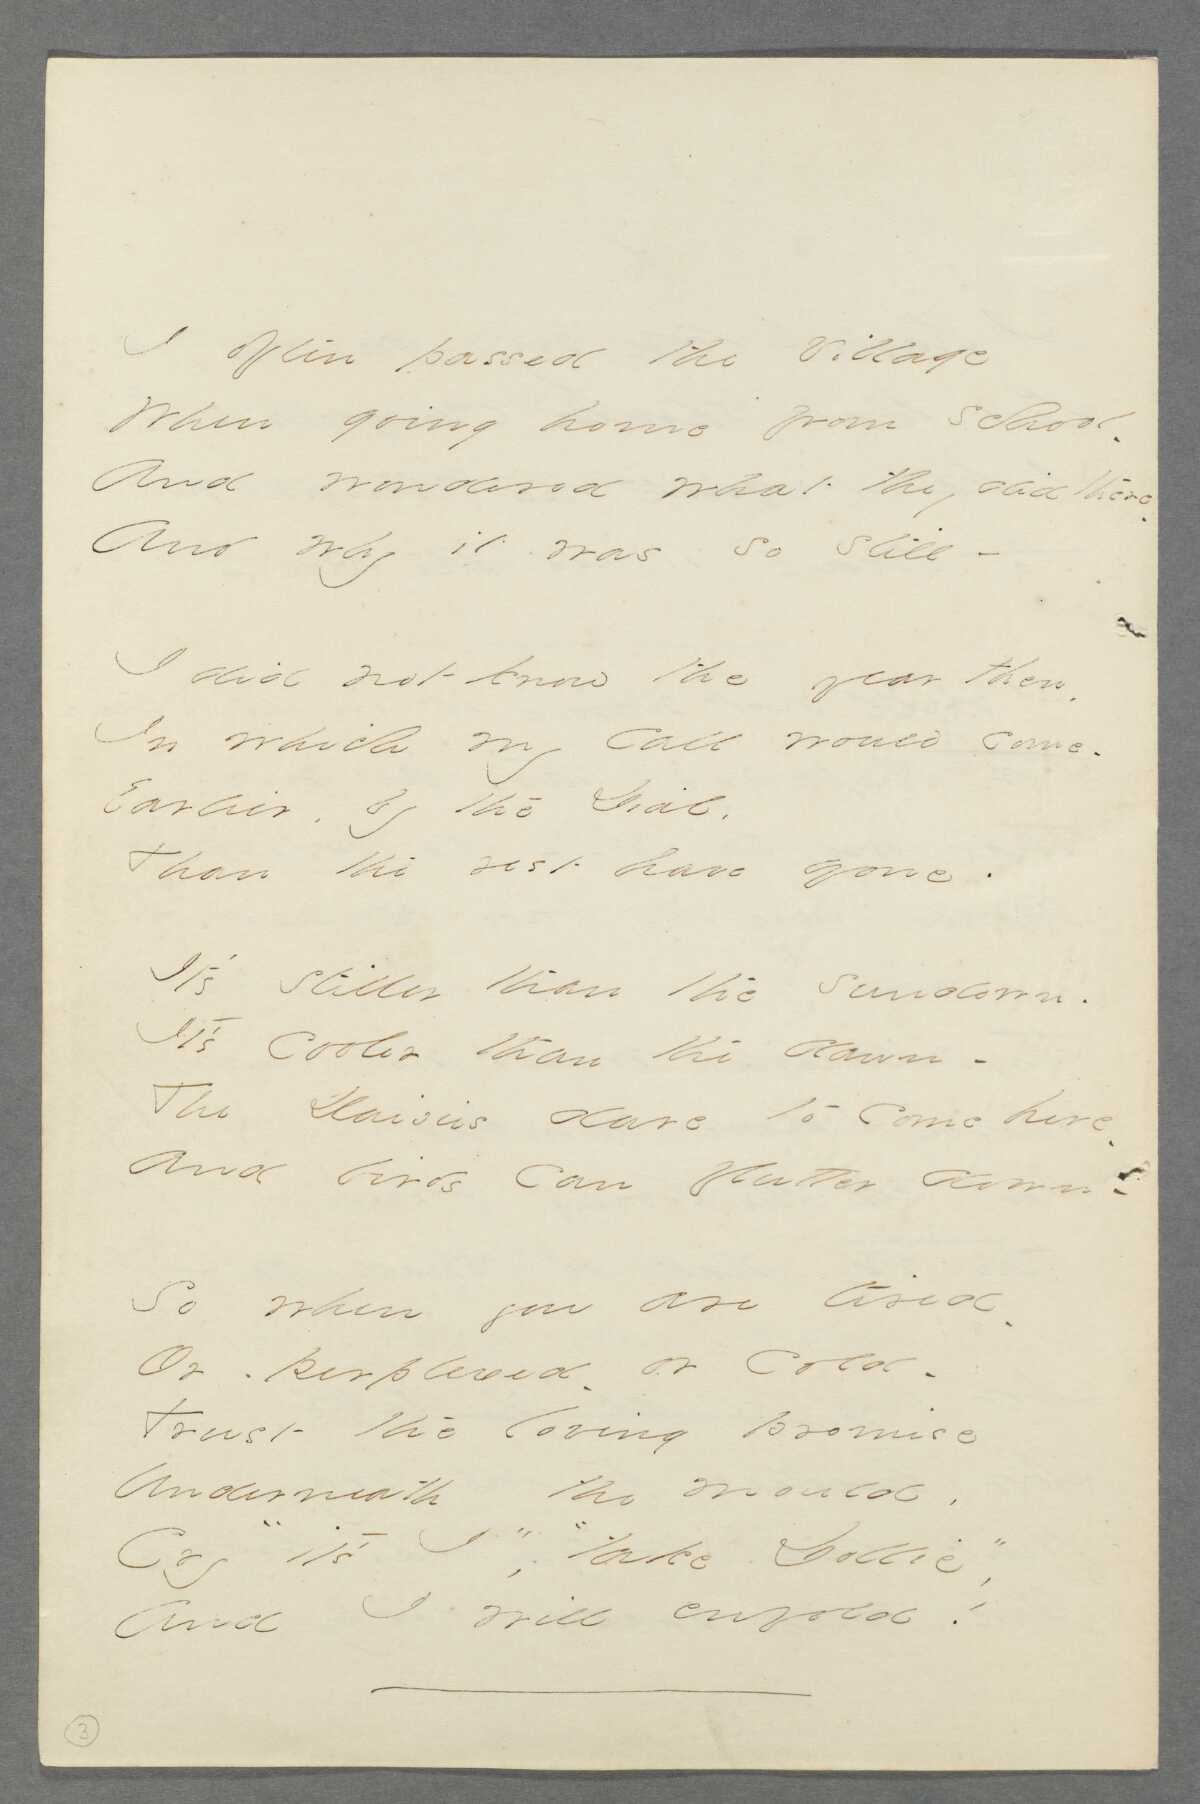 I often passed the Village
When going home from school -
And wondered what they did there -
And why it was so still -
I did not know the year then,
In which my call would come -
Earlier, by the Dial,
Than the rest have gone.
It's stiller than the sundown.
It's cooler than the dawn -
The Daisies dare to come here -
And birds can flutter down -
So when you are tired -
Or - perplexed - or cold -
Trust the loving promise
Underneath the mould,
Cry "it's I", "take Dollie",
And I will enfold!
3